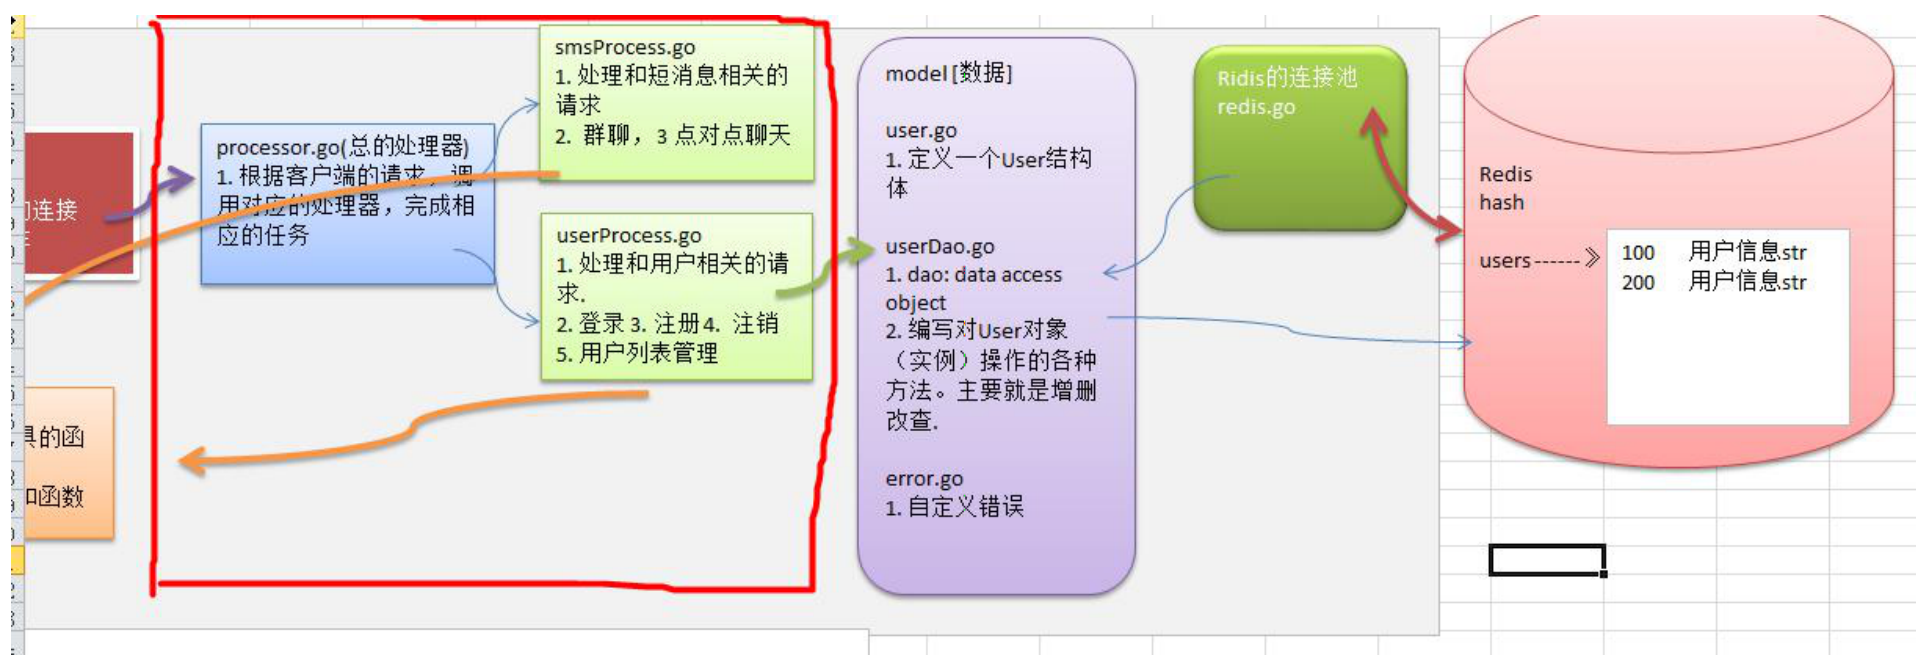 的连接
processor.go(总的处理器)
1. 根据客户端的请求，调
用对应的处理器，完成相
应的任务
smsProcess.go
1. 处理和短消息相关的
请求
2. 群聊，3 点对点聊天
userProcess.go
1. 处理和用户相关的请
求.
2. 登录 3. 注册4. 注销
5. 用户列表管理
具的函
和函数
model [数据]
user.go
1. 定义一个User结构
体
userDao.go
1. dao: data access
object
2. 编写对User对象
（实例）操作的各种
方法。主要就是增删
改查.
error.go
1. 自定义错误
Ridis的连接池
redis.go
Redis
hash
users ------》
100 用户信息str
200 用户信息str